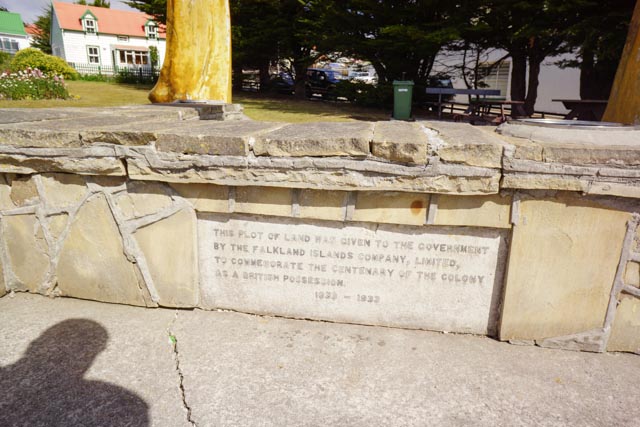 THIS PLOT OF LAND WAS GIVEN TO THE GOVERNMENT
BY THE FALKLAND ISLANDS COMPANY, LIMITED,
TO COMMEMORATE THE CENTENARY OF THE COLONY
AS A BRITISH POSSESSION.
1833 – 1933